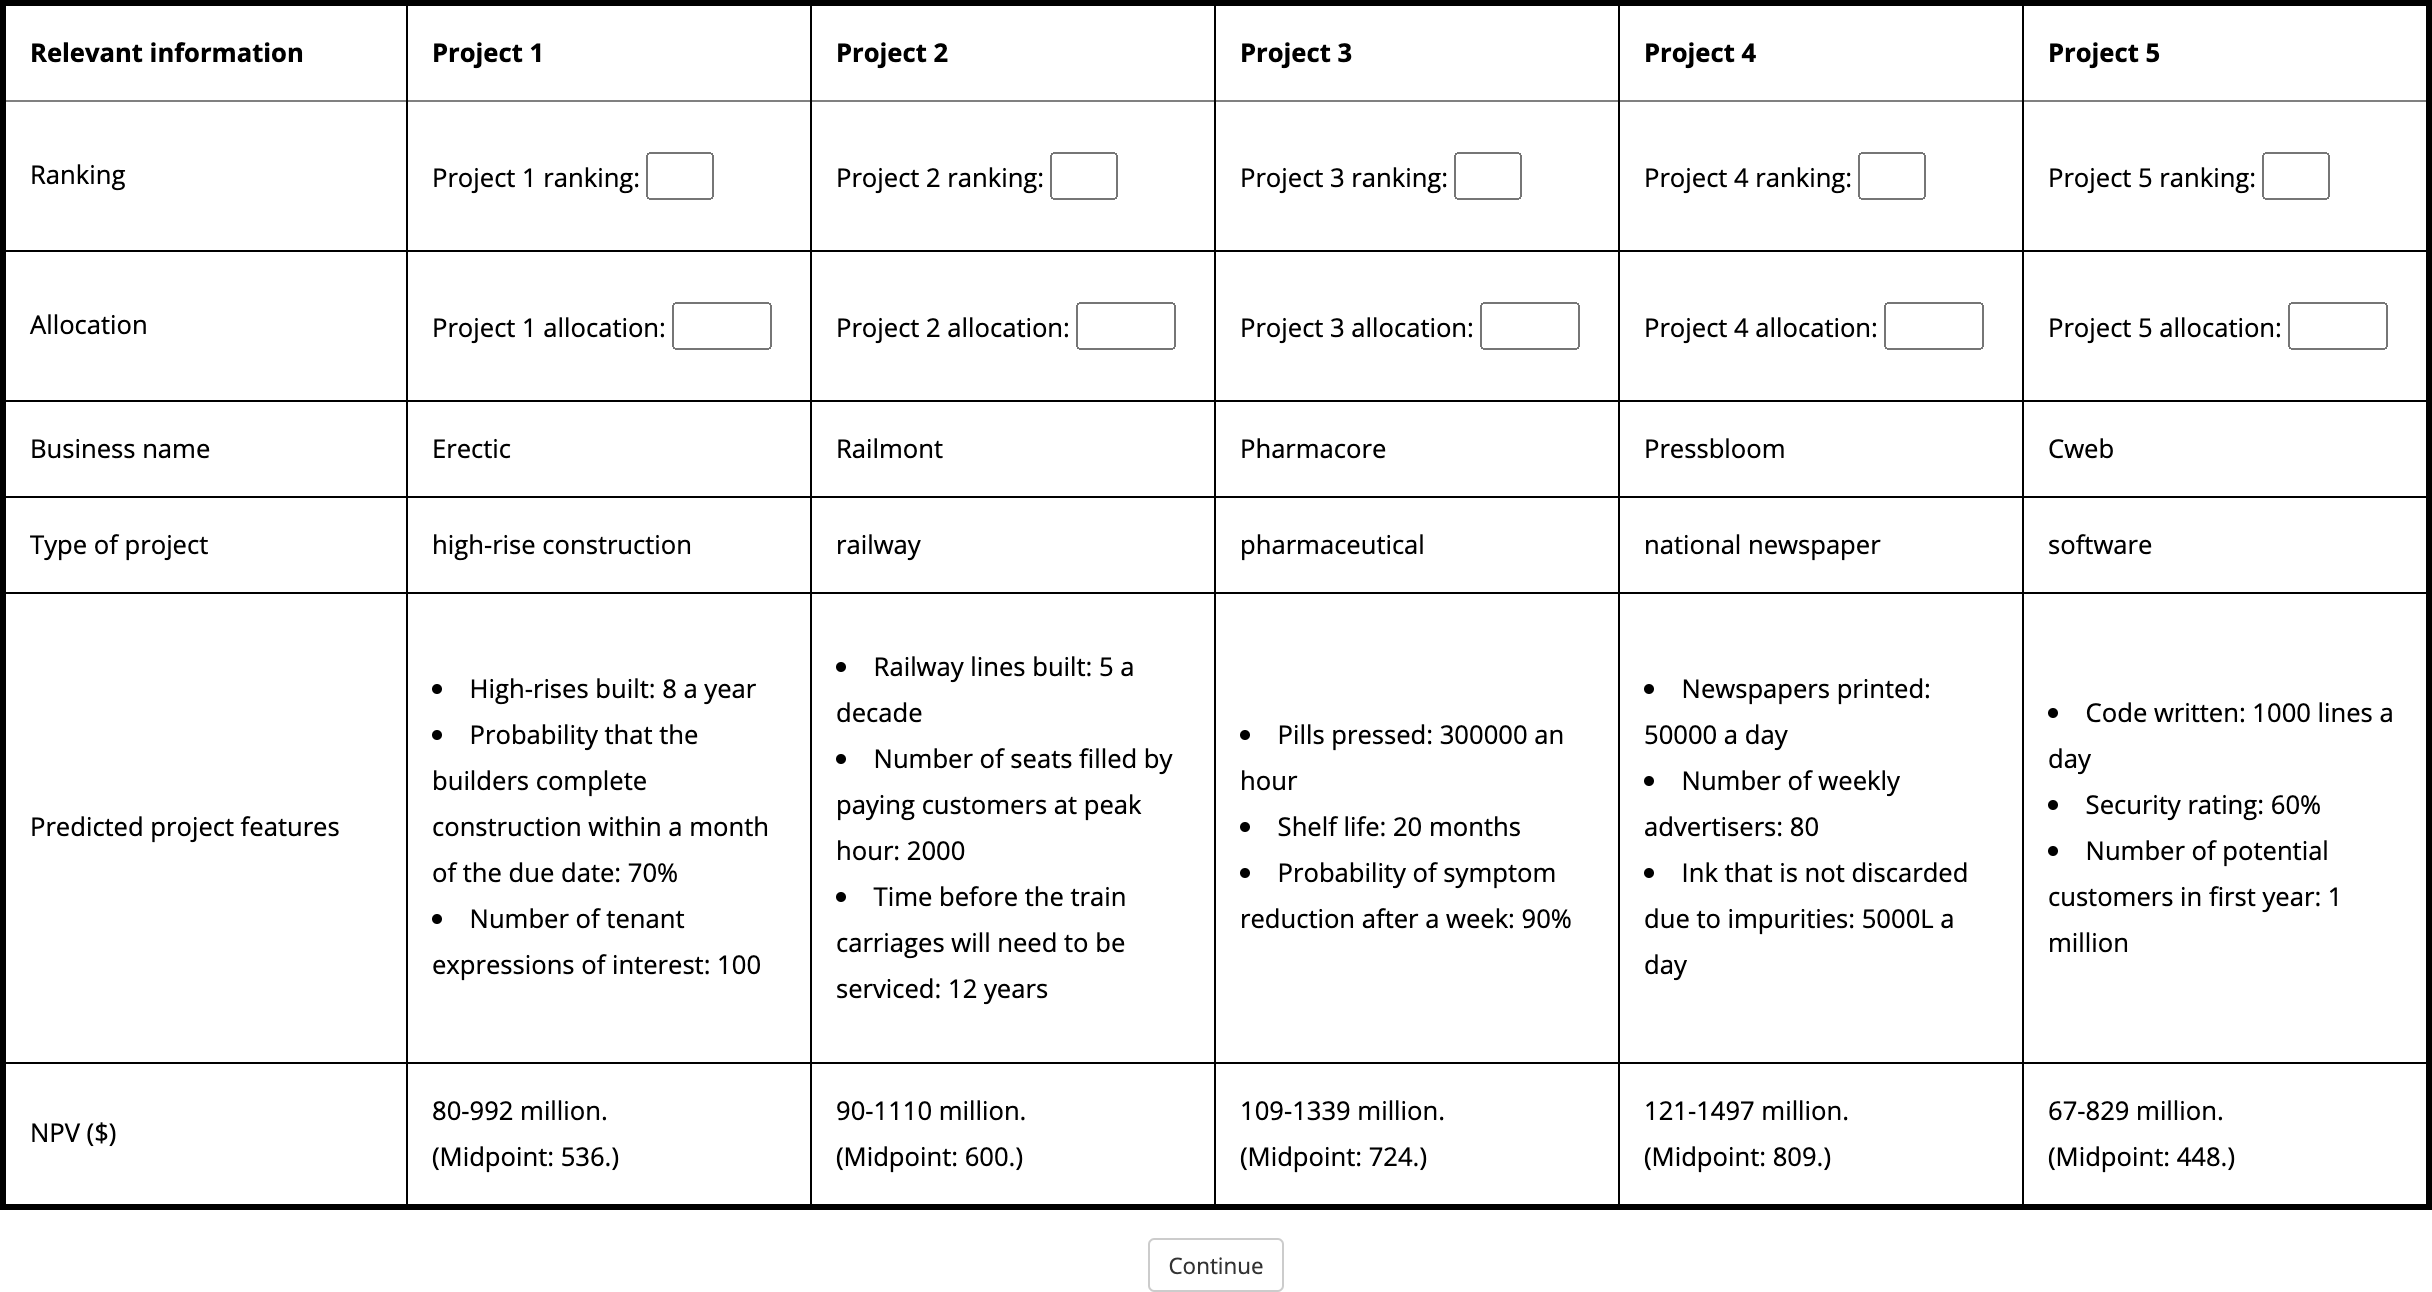 Relevant information Project 1 Project 2 Project 3 Project 4 Project 5
Ranking Project 1 ranking: Project 2 ranking: Project 3 ranking: Project 4 ranking: Project 5 ranking:
Allocation Project 1 allocation: Project 2 allocation: Project 3 allocation: Project 4 allocation: Project 5 allocation:
Business name Erectic Railmont Pharmacore Pressbloom Cweb
Type of project high-rise construction railway pharmaceutical national newspaper software
Predicted project features
• High-rises built: 8 a year
• Probability that the
builders complete
construction within a month
of the due date: 70%
• Number of tenant
expressions of interest: 100
• Railway lines built: 5 a
decade
• Number of seats filled by
paying customers at peak
hour: 2000
• Time before the train
carriages will need to be
serviced: 12 years
• Pills pressed: 300000 an
hour
• Shelf life: 20 months
• Probability of symptom
reduction after a week: 90%
• Newspapers printed:
50000 a day
• Number of weekly
advertisers: 80
• Ink that is not discarded
due to impurities: 5000L a
day
• Code written: 1000 lines a
day
• Security rating: 60%
• Number of potential
customers in first year: 1
million
NPV ($)
80-992 million.
(Midpoint: 536.)
90-1110 million.
(Midpoint: 600.)
109-1339 million.
(Midpoint: 724.)
121-1497 million.
(Midpoint: 809.)
67-829 million.
(Midpoint: 448.)
Continue